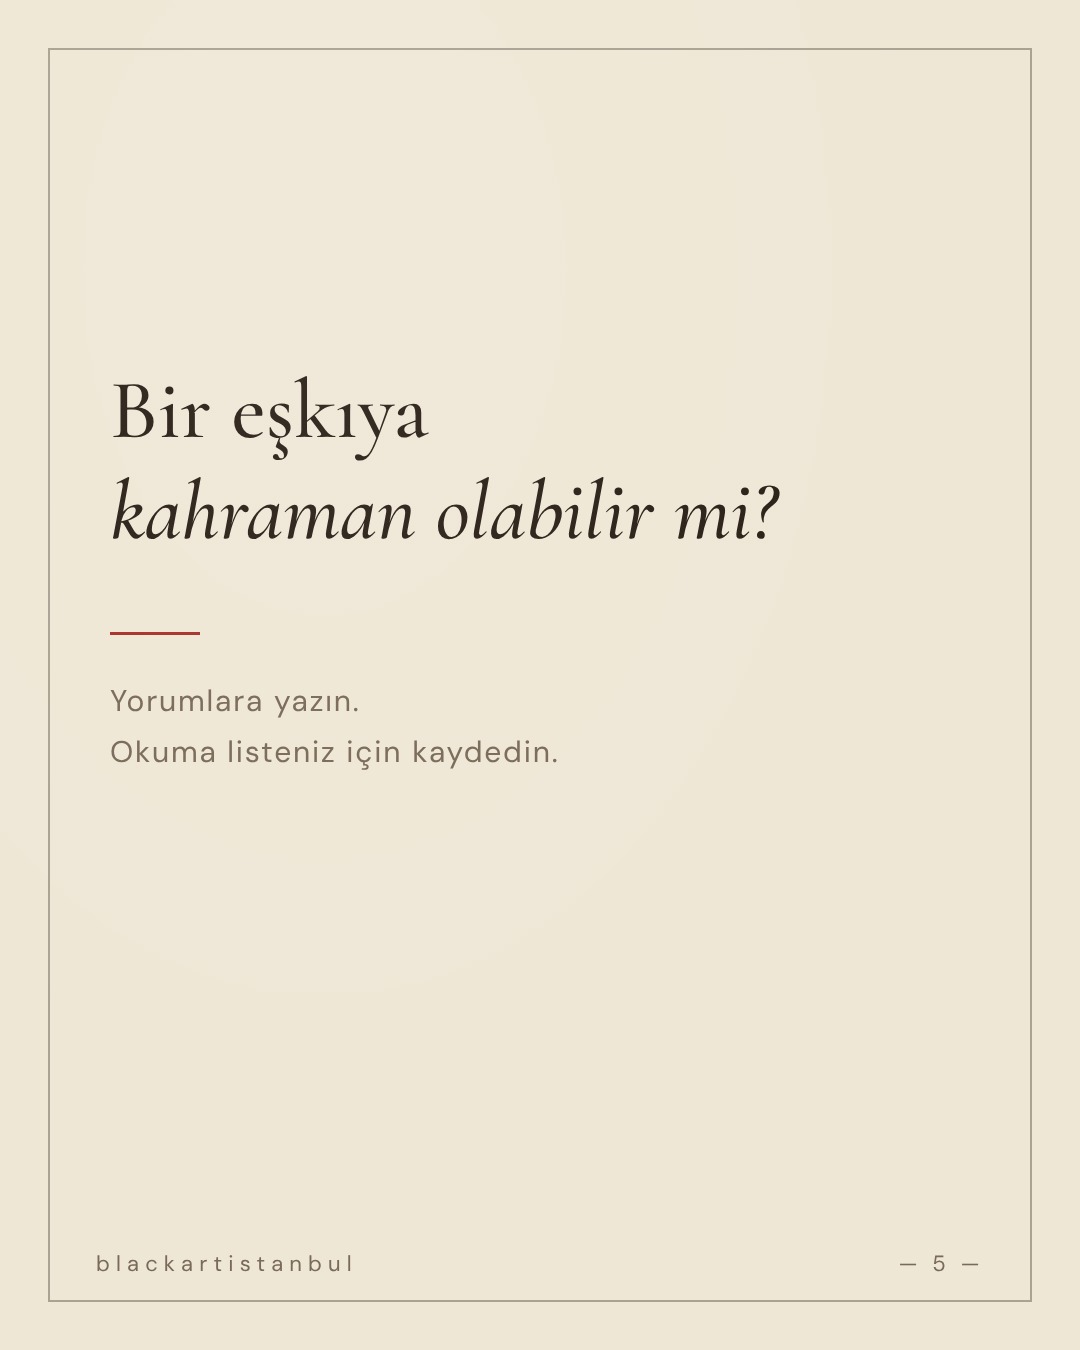 Bir eşkıya
kahraman olabilir mi?
Yorumlara yazın.
Okuma listeniz için kaydedin.
blackartistanbul
— 5 —